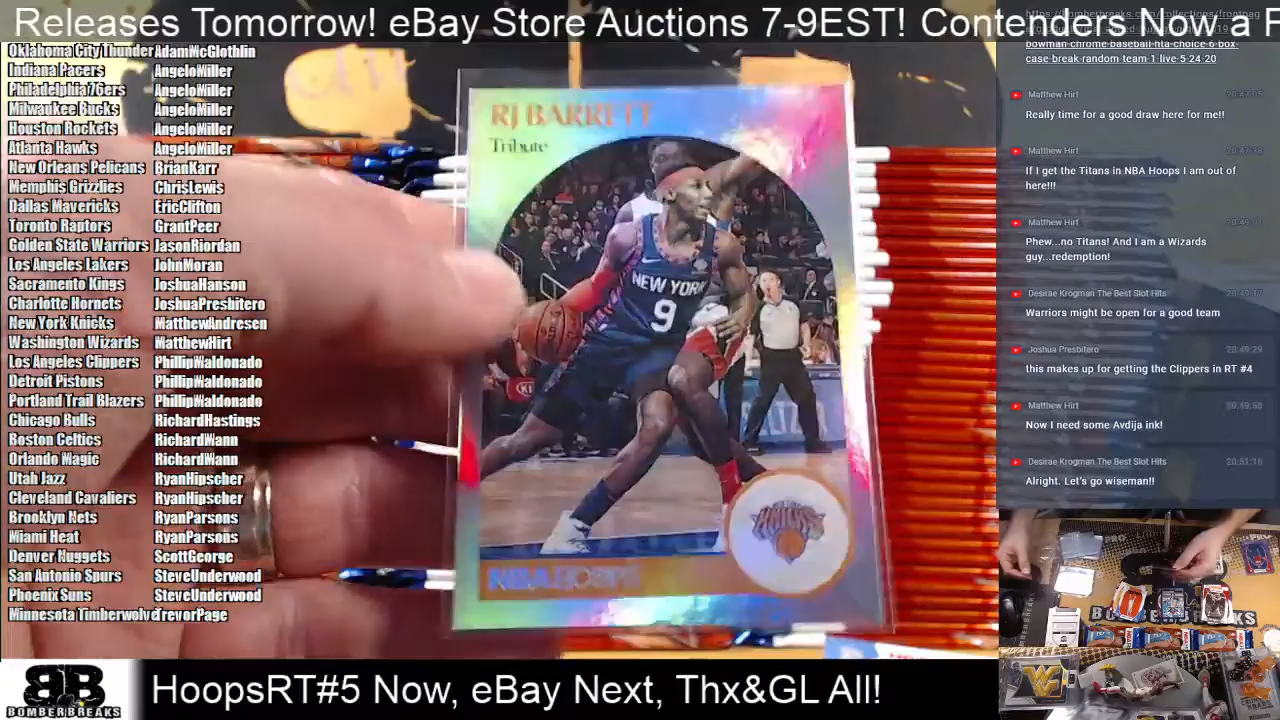 Releases Tomorrow! eBay Store Auctions 7-9EST! Contenders Now a F
Oklahoma City Thunder AdamMcGlothlin
Indiana Pacers AngeloMiller
Philadelphia 76ers AngeloMiller
Milwaukee Bucks AngeloMiller
Houston Rockets AngeloMiller
Atlanta Hawks AngeloMiller
New Orleans Pelicans BrianKarr
Memphis Grizzlies ChrisLewis
Dallas Mavericks EricClifton
Toronto Raptors GrantPeer
Golden State Warriors JasonRiordan
Los Angeles Lakers JohnMoran
Sacramento Kings JoshuaHanson
Charlotte Hornets JoshuaPresbitero
New York Knicks MatthewAndresen
Washington Wizards MatthewHirt
Los Angeles Clippers PhillipMaldonado
Detroit Pistons PhillipMaldonado
Portland Trail Blazers PhillipMaldonado
Chicago Bulls RichardHastings
Boston Celtics RichardWann
Orlando Magic RichardWann
Utah Jazz RyanHipscher
Cleveland Cavaliers RyanHipscher
Brooklyn Nets RyanParsons
Miami Heat RyanParsons
Denver Nuggets ScottGeorge
San Antonio Spurs SteveUnderwood
Phoenix Suns SteveUnderwood
Minnesota Timberwolve TrevorPage
RJ BARRETT
Tribute
NEW YORK
9
KNICKS
NBA HOOPS
bowman-chrome-baseball-hta-choice-6-box-
case-break-random-team-1-live-5-24-20
Matthew Hirt
Really time for a good draw here for me!!
Matthew Hirt
If I get the Titans in NBA Hoops I am out of
here!!!
Matthew Hirt
Phew...no Titans! And I am a Wizards
guy...redemption!
Desirae Krogman The Best Slot Hits
Warriors might be open for a good team
Joshua Presbitero 20:49:29
this makes up for getting the Clippers in RT #4
Matthew Hirt
Now I need some Avdija ink!
Desirae Krogman The Best Slot Hits 20:51:16
Alright. Let's go wiseman!!
BB
BOMBERBREAKS
HoopsRT#5 Now, eBay Next, Thx&GL All!